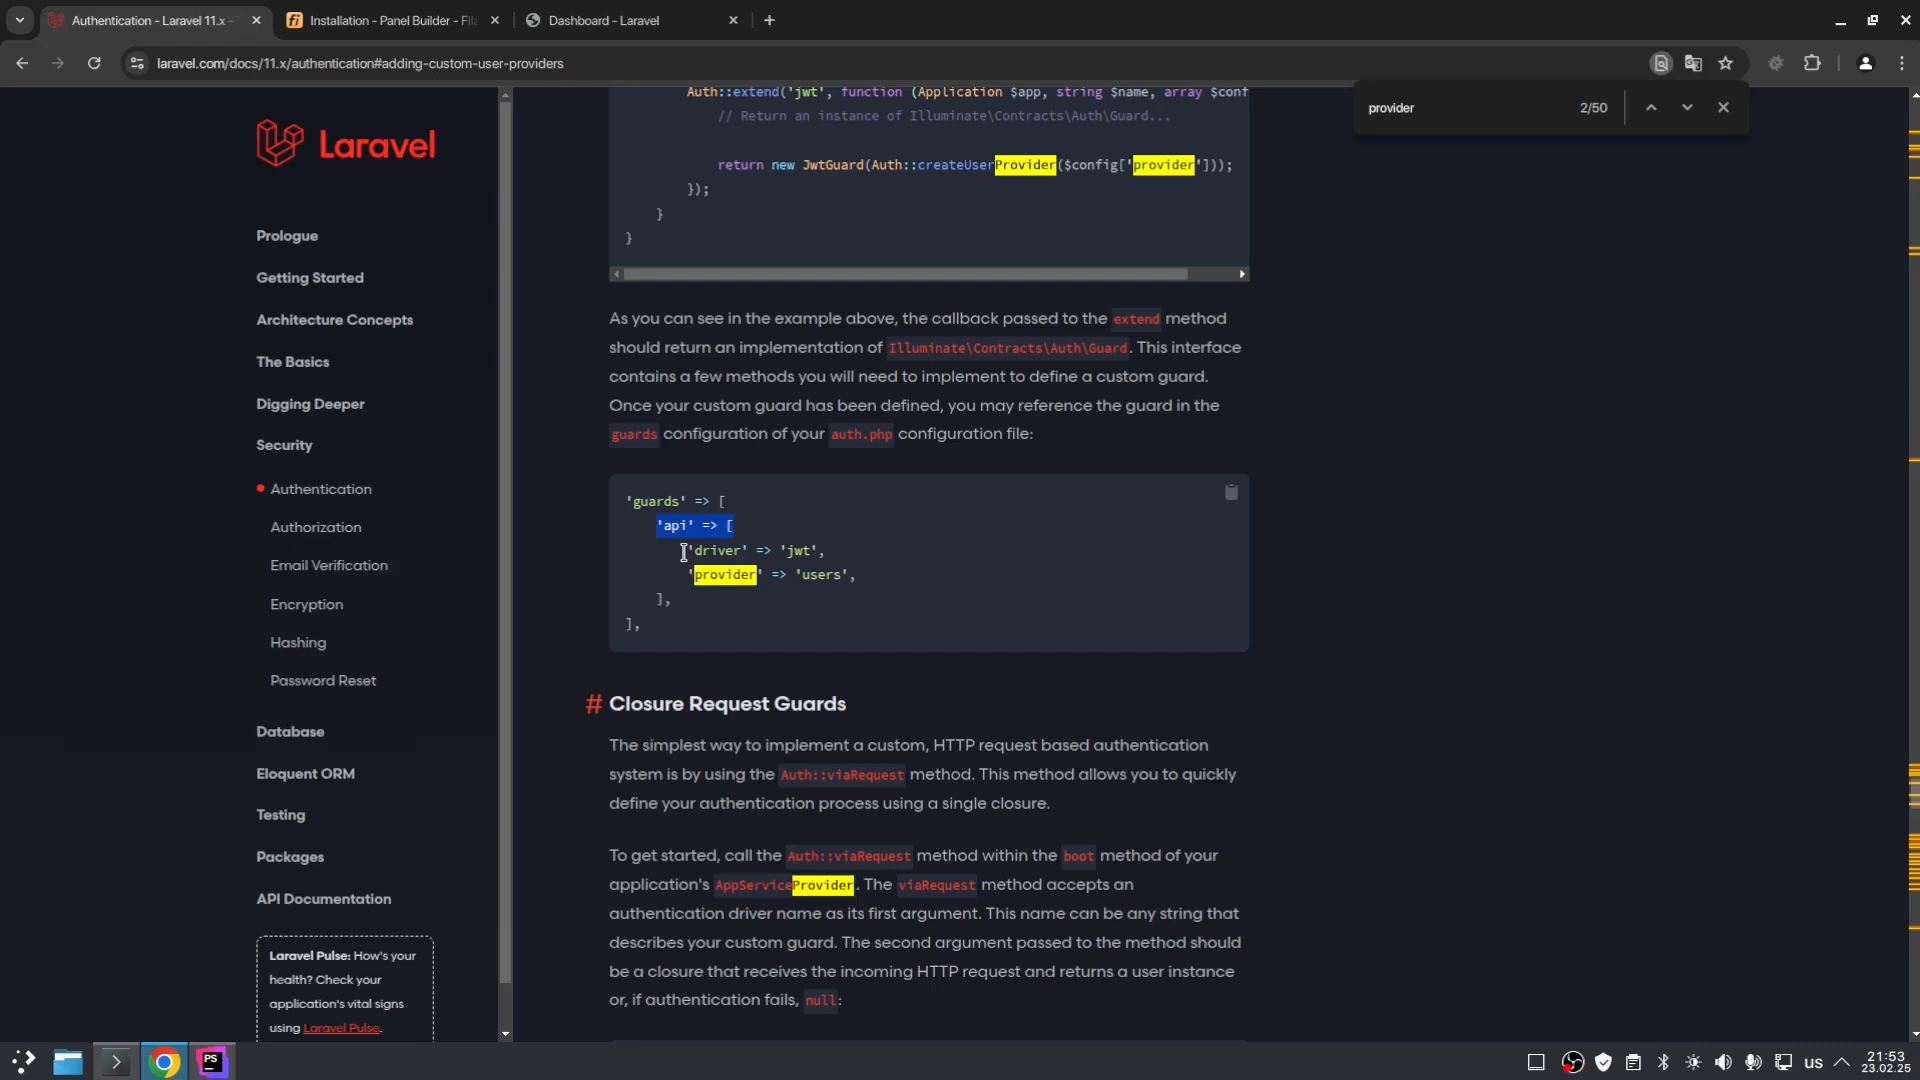 Authentication - Laravel 11.x -
Installation - Panel Builder - Fil
Dashboard - Laravel
laravel.com/docs/11.x/authentication#adding-custom-user-providers
provider
2/50
Laravel
Prologue
Getting Started
Architecture Concepts
The Basics
Digging Deeper
Security
Authentication
Authorization
Email Verification
Encryption
Hashing
Password Reset
Database
Eloquent ORM
Testing
Packages
API Documentation
Laravel Pulse: How's your
health? Check your
application's vital signs
using Laravel Pulse.
Auth::extend('jwt', function (Application $app, string $name, array $conf
// Return an instance of Illuminate\Contracts\Auth\Guard...
return new JwtGuard(Auth::createUserProvider($config['provider']));
});
}
}
As you can see in the example above, the callback passed to the extend method
should return an implementation of Illuminate\Contracts\Auth\Guard. This interface
contains a few methods you will need to implement to define a custom guard.
Once your custom guard has been defined, you may reference the guard in the
guards configuration of your auth.php configuration file:
'guards' => [
'api' => [
'driver' => 'jwt',
'provider' => 'users',
],
],
# Closure Request Guards
The simplest way to implement a custom, HTTP request based authentication
system is by using the Auth::viaRequest method. This method allows you to quickly
define your authentication process using a single closure.
To get started, call the Auth::viaRequest method within the boot method of your
application's AppServiceProvider. The viaRequest method accepts an
authentication driver name as its first argument. This name can be any string that
describes your custom guard. The second argument passed to the method should
be a closure that receives the incoming HTTP request and returns a user instance
or, if authentication fails, null:
PS
us
21:53
23.02.25